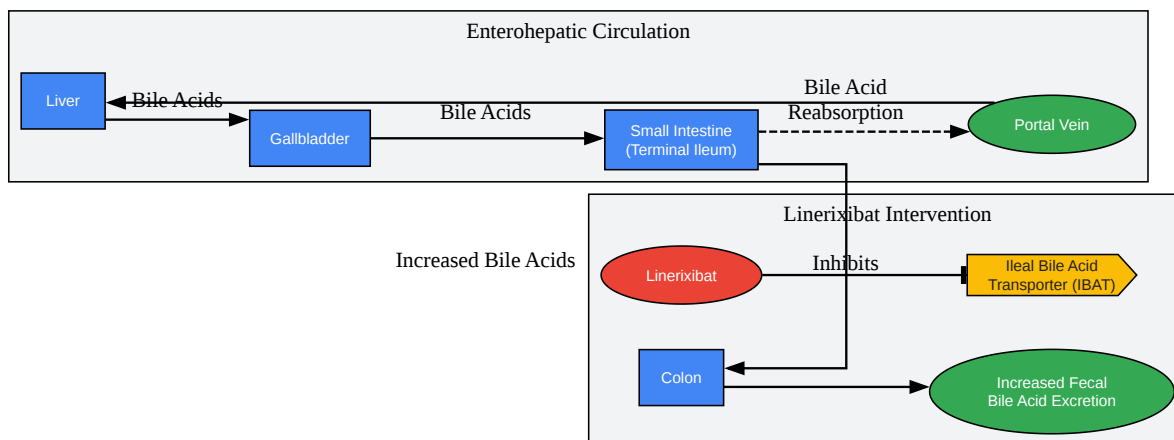 Enterohepatic Circulation
Liver
Bile Acids
Gallbladder
Bile Acids
Small Intestine
(Terminal Ileum)
Bile Acid
Reabsorption
Portal Vein
Linerixibat Intervention
Increased Bile Acids
Linerixibat
Inhibits
Ileal Bile Acid
Transporter (IBAT)
Colon
Increased Fecal
Bile Acid Excretion